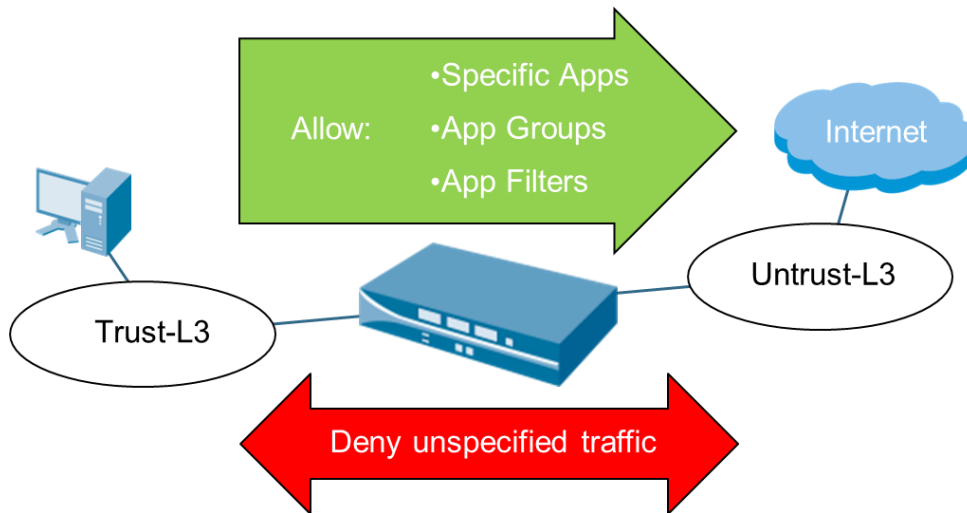 •Specific Apps
Allow:
•App Groups
•App Filters
Internet
Untrust-L3
Trust-L3
Deny unspecified traffic